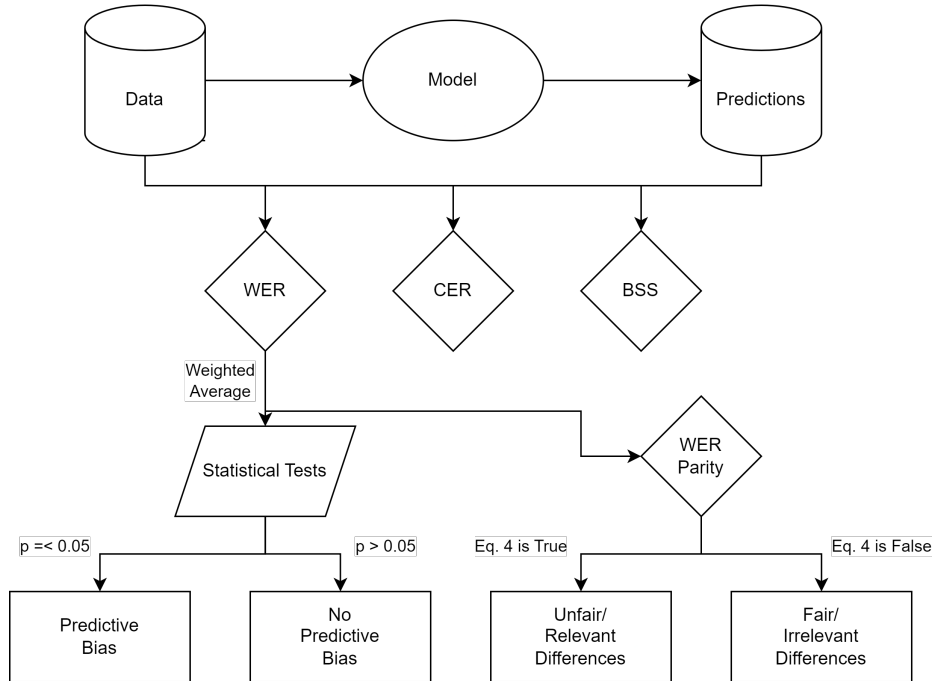 Data
Model
Predictions
WER
CER
BSS
Weighted
Average
Statistical Tests
WER
Parity
p =< 0.05
p > 0.05
Eq. 4 is True
Eq. 4 is False
Predictive
Bias
No
Predictive
Bias
Unfair/
Relevant
Differences
Fair/
Irrelevant
Differences